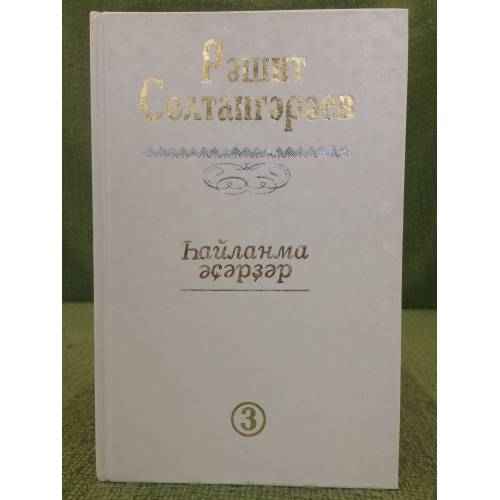 Рәшит
Солтангәрәев
Һайланма
әҫәрҙәр
3